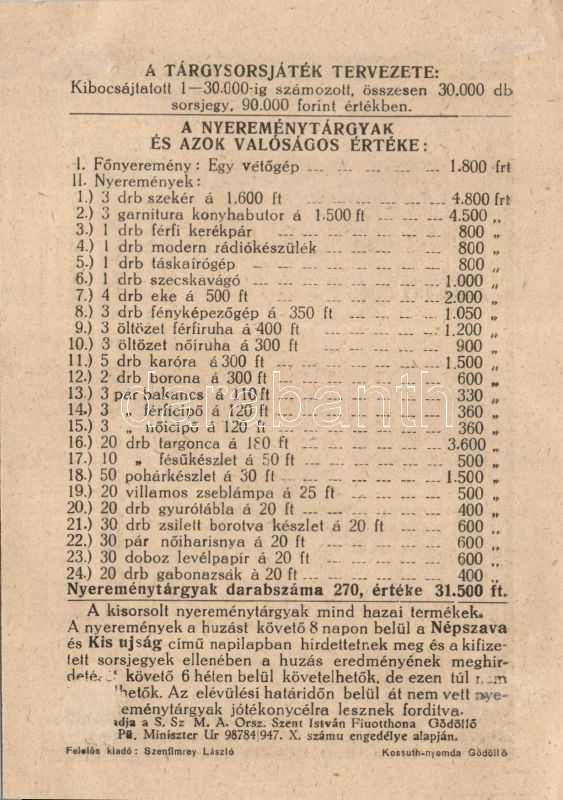 A TÁRGYSORSJÁTÉK TERVEZETE:
Kibocsájtatott 1—30.000-ig számozott, összesen 30.000 db
sorsjegy, 90.000 forint értékben.
A NYEREMÉNYTÁRGYAK
ÉS AZOK VALÓSÁGOS ÉRTÉKE:
I. Főnyeremény: Egy vetőgép 1.800 frt
II. Nyeremények:
1.) 3 drb szekér á 1.600 ft 4.800 frt
2.) 3 garnitura konyhabutor á 1.500 ft 4.500 „
3.) 1 drb férfi kerékpár 800 „
4.) 1 drb modern rádiókészülek 800 „
5.) 1 drb táskaírógép 800 „
6.) 1 drb szecskavágó 1.000 „
7.) 4 drb eke á 500 ft 2.000 „
8.) 3 drb fényképezőgép á 350 ft 1.050 „
9.) 3 öltözet férfiruha á 400 ft 1.200 „
10.) 3 öltözet nőiruha á 300 ft 900 „
11.) 5 drb karóra á 300 ft 1.500 „
12.) 2 drb borona á 300 ft 600 „
13.) 3 pár bakancs á 110 ft 330 „
14.) 3 „ férficipő á 120 ft 360 „
15.) 3 „ nőicipő á 120 ft 360 „
16.) 20 drb targonca á 180 ft 3.600 „
17.) 10 „ fésűkészlet á 50 ft 500 „
18.) 50 pohárkészlet á 30 ft 1.500 „
19.) 20 villamos zseblámpa á 25 ft 500 „
20.) 20 drb gyurótábla á 20 ft 400 „
21.) 30 drb zsilett borotva készlet á 20 ft 600 „
22.) 30 pár nőiharisnya á 20 ft 600 „
23.) 30 doboz levélpapír á 20 ft 600 „
24.) 20 drb gabonazsák à 20 ft 400 „
Nyereménytárgyak darabszáma 270, értéke 31.500 ft.
A kisorsolt nyereménytárgyak mind hazai termékek.
A nyeremények a huzást követő 8 napon belül a Népszava
és Kis ujság című napilapban hirdettetnek meg és a kifize-
tett sorsjegyek ellenében a huzás eredményének meghir-
követő 6 héten belül követelhetők, de ezen túl nem
hetők. Az elévülési határidőn belül át nem vett nye-
eménytárgyak jótékonycélra lesznek forditva.
adja a S. Sz M. A. Orsz. Szent István Fiuotthona Gödöllő
Pü. Miniszter Ur 98784|947. X. számu engedélye alapján.
Felelős kiadó: Szentimrey László Kossuth-nyomda Gödöllő
darabanth